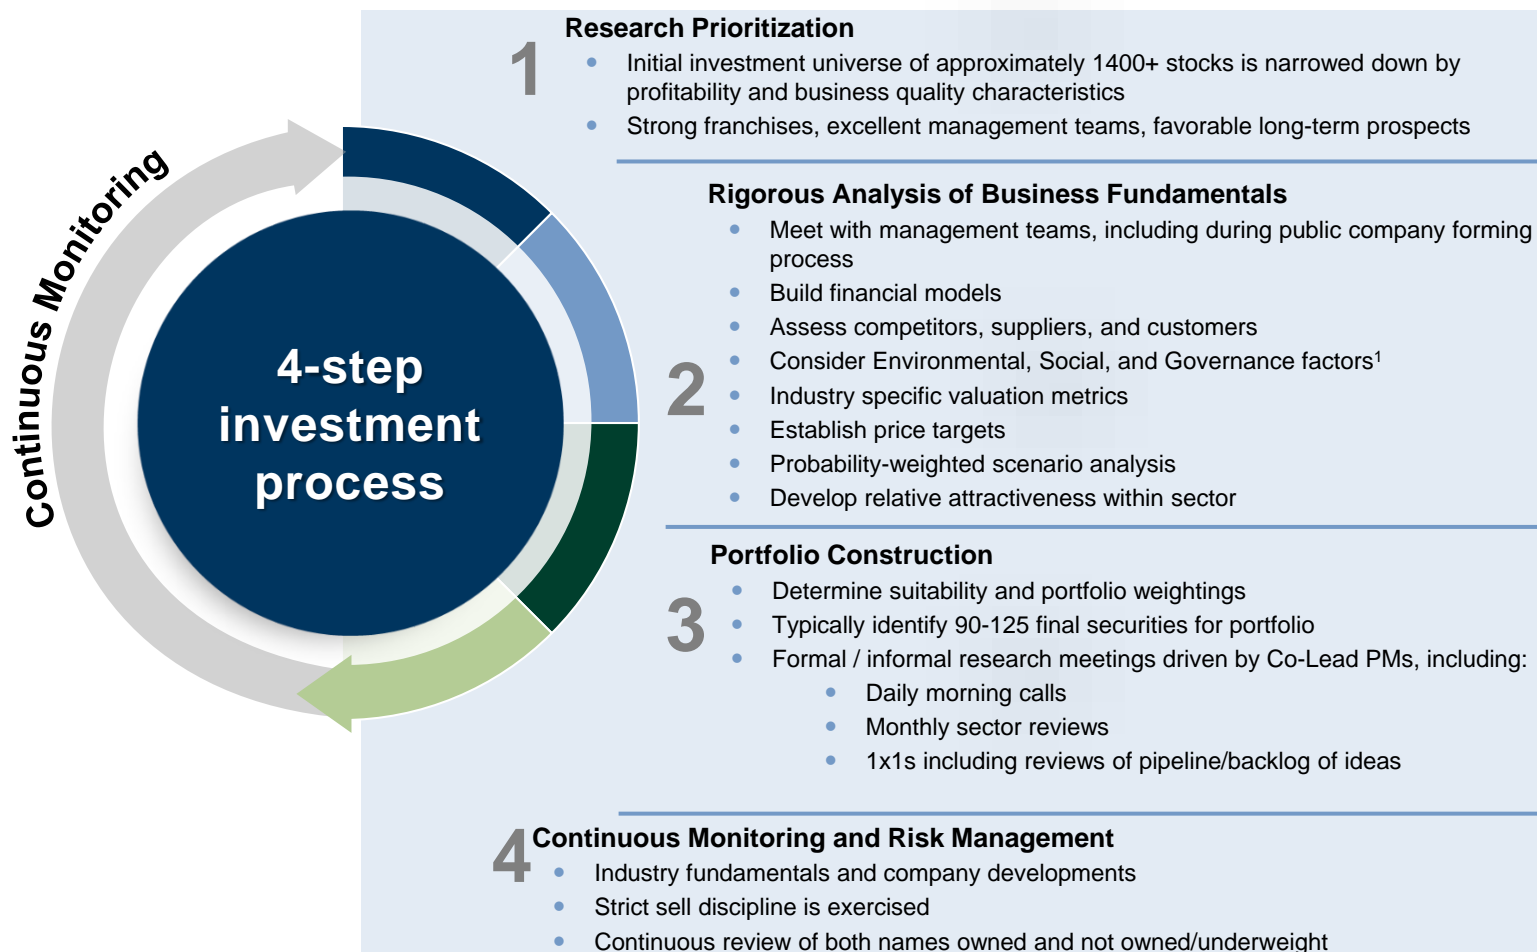 Research Prioritization
1
Initial investment universe of approximately 1400+ stocks is narrowed down by
profitability and business quality characteristics
Strong franchises, excellent management teams, favorable long-term prospects
Continuous Monitoring
4-step
investment
process
Rigorous Analysis of Business Fundamentals
2
Meet with management teams, including during public company forming
process
Build financial models
Assess competitors, suppliers, and customers
Consider Environmental, Social, and Governance factors¹
Industry specific valuation metrics
Establish price targets
Probability-weighted scenario analysis
Develop relative attractiveness within sector
Portfolio Construction
3
Determine suitability and portfolio weightings
Typically identify 90-125 final securities for portfolio
Formal / informal research meetings driven by Co-Lead PMs, including:
Daily morning calls
Monthly sector reviews
1x1s including reviews of pipeline/backlog of ideas
4
Continuous Monitoring and Risk Management
Industry fundamentals and company developments
Strict sell discipline is exercised
Continuous review of both names owned and not owned/underweight